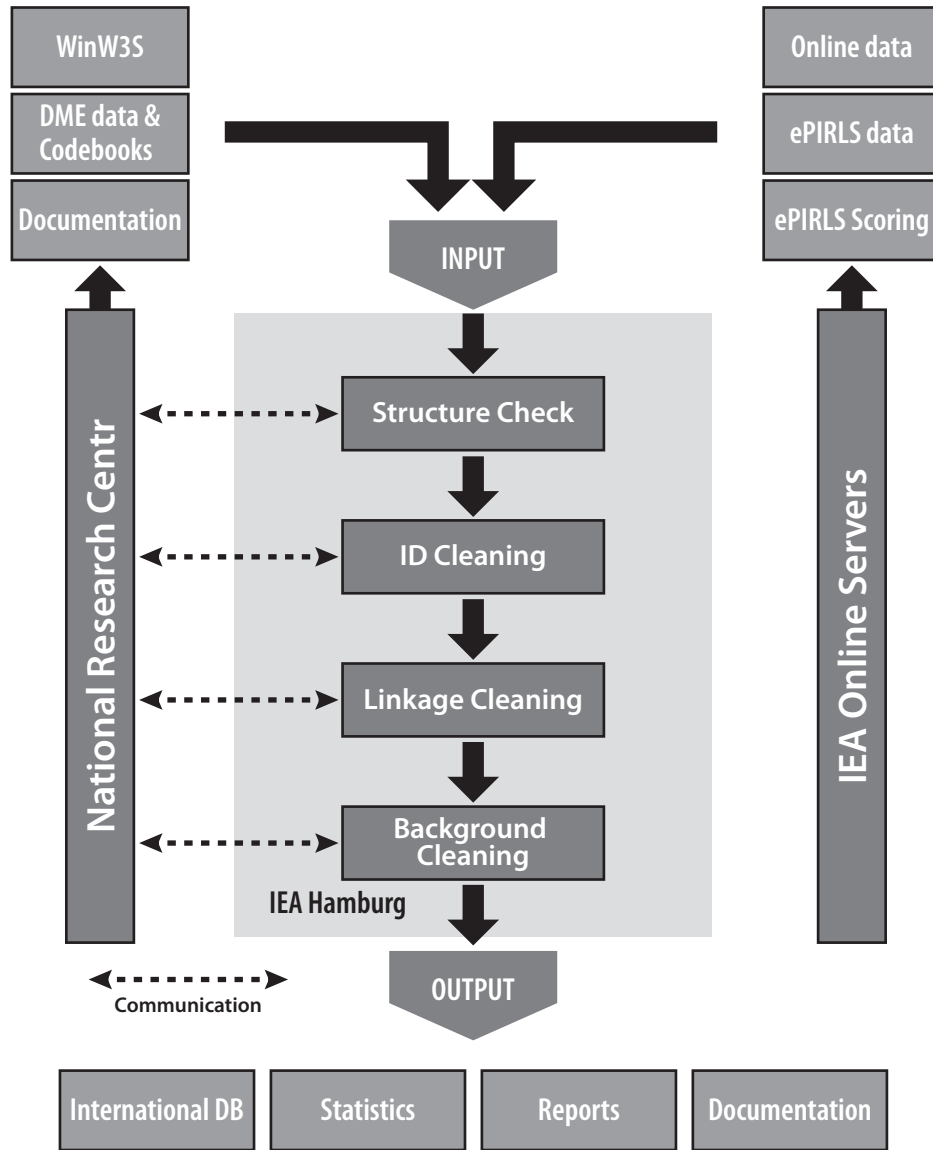 WinW3S
DME data &
Codebooks
Documentation
Online data
ePIRLS data
ePIRLS Scoring
INPUT
National Research Centr
Structure Check
ID Cleaning
Linkage Cleaning
Background
Cleaning
IEA Hamburg
IEA Online Servers
Communication
OUTPUT
International DB
Statistics
Reports
Documentation